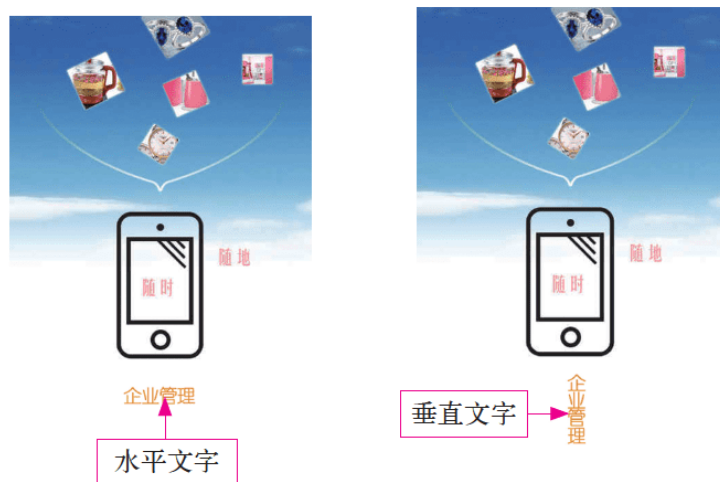 随地
随时
企业管理
水平文字
随地
随时
企业管理
垂直文字